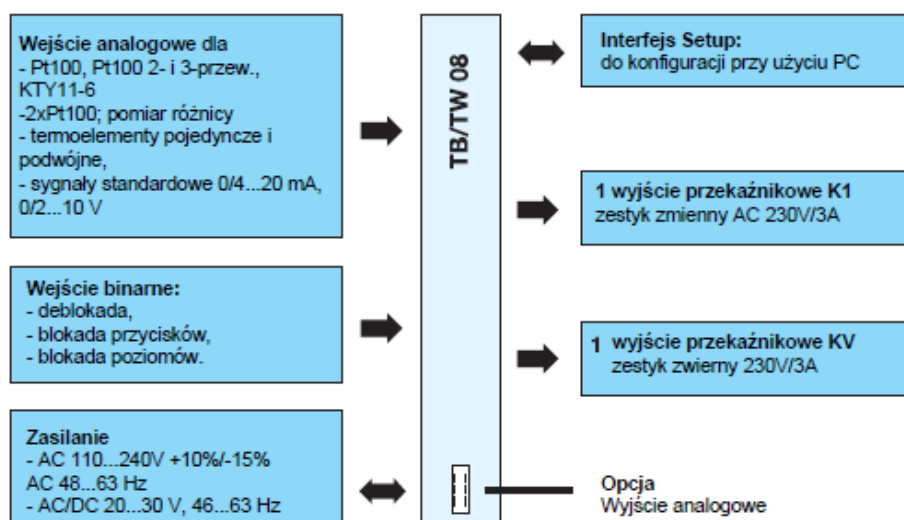 Wejście analogowe dla
- Pt100, Pt100 2- i 3-przew.,
KTY11-6
-2xPt100; pomiar różnicy
- termoelementy pojedyncze i
podwójne,
- sygnały standardowe 0/4...20 mA,
0/2...10 V
Wejście binarne:
- deblokada,
- blokada przycisków,
- blokada poziomów.
Zasilanie
- AC 110...240V +10%/-15%
AC 48...63 Hz
- AC/DC 20...30 V, 46...63 Hz
TB/TW 08
Interfejs Setup:
do konfiguracji przy użyciu PC
1 wyjście przekaźnikowe K1
zestyk zmienny AC 230V/3A
1 wyjście przekaźnikowe KV
zestyk zwierny 230V/3A
Opcja
Wyjście analogowe